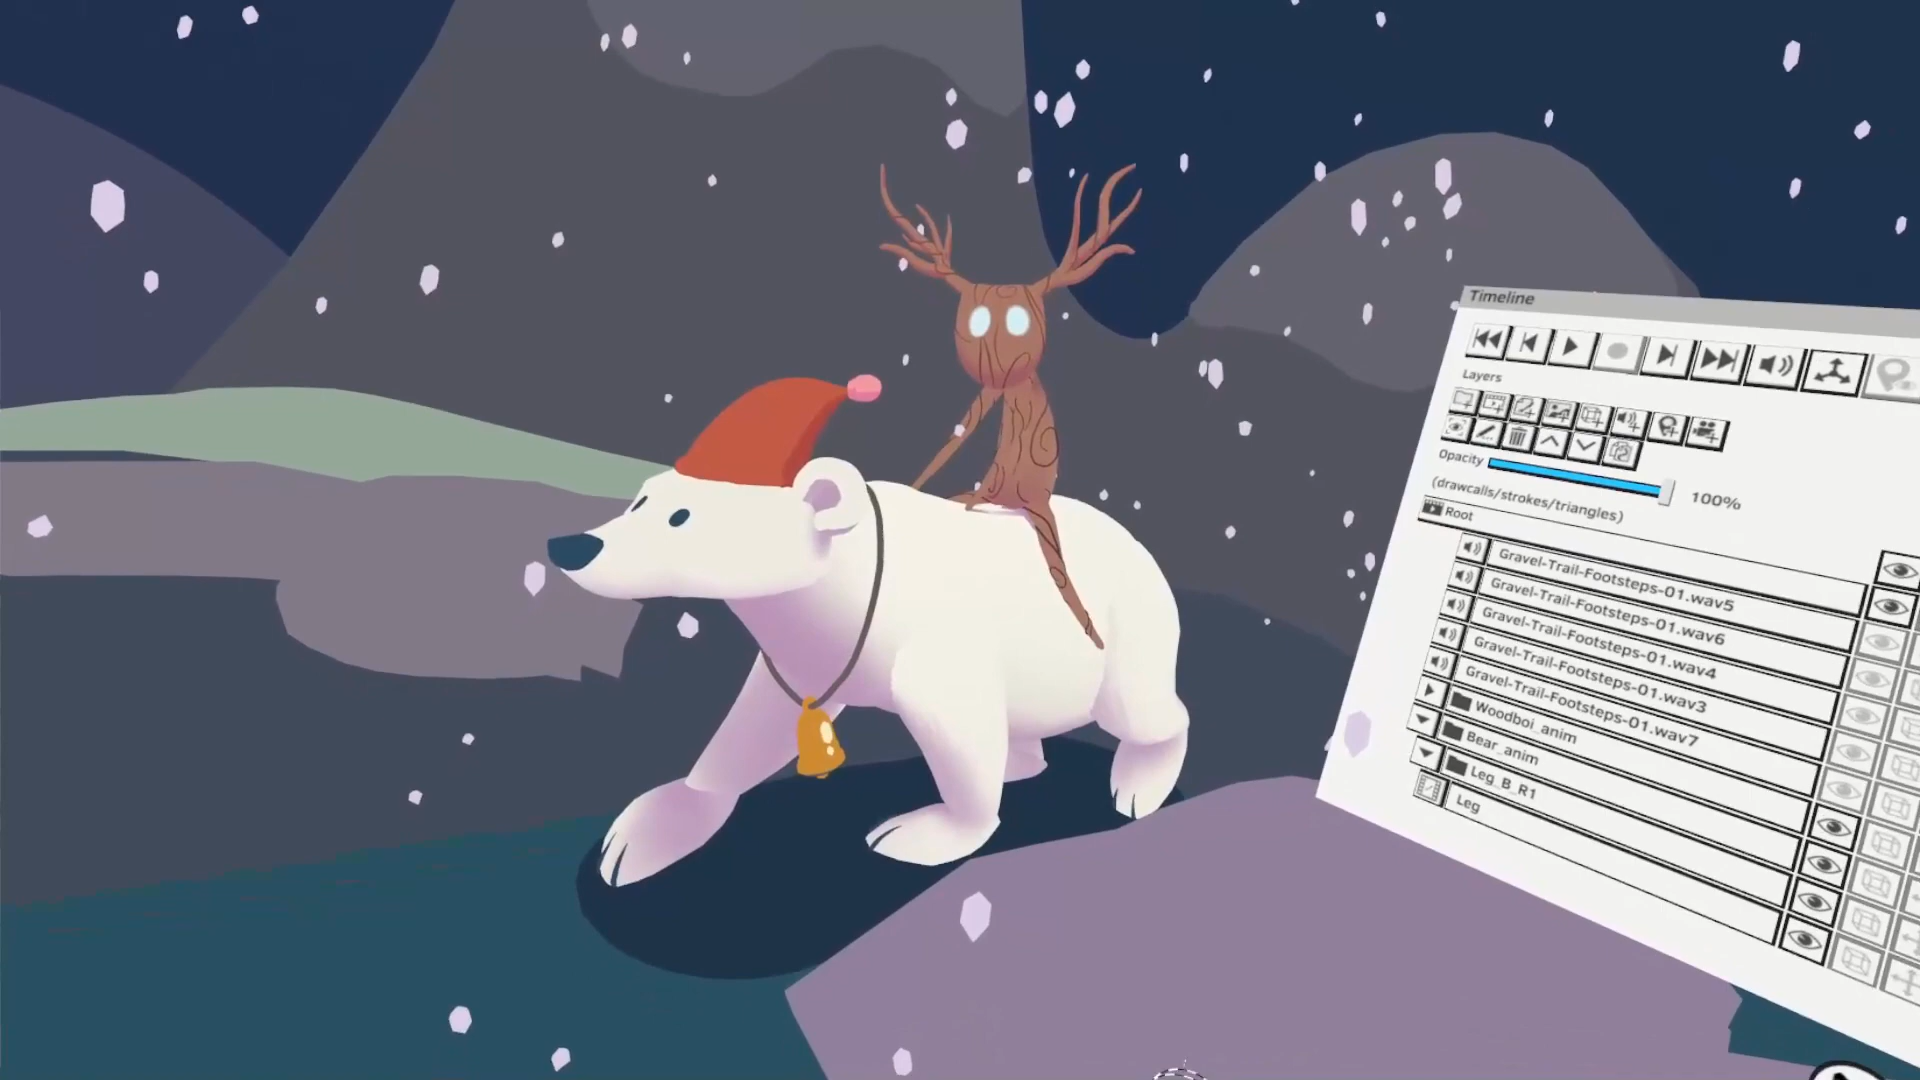 Timeline
Layers
Opacity 100%
(drawcalls/strokes/triangles)
Root
Gravel-Trail-Footsteps-01.wav5
Gravel-Trail-Footsteps-01.wav6
Gravel-Trail-Footsteps-01.wav4
Gravel-Trail-Footsteps-01.wav3
Gravel-Trail-Footsteps-01.wav7
Woodboi_anim
Bear_anim
Leg_B_R1
Leg